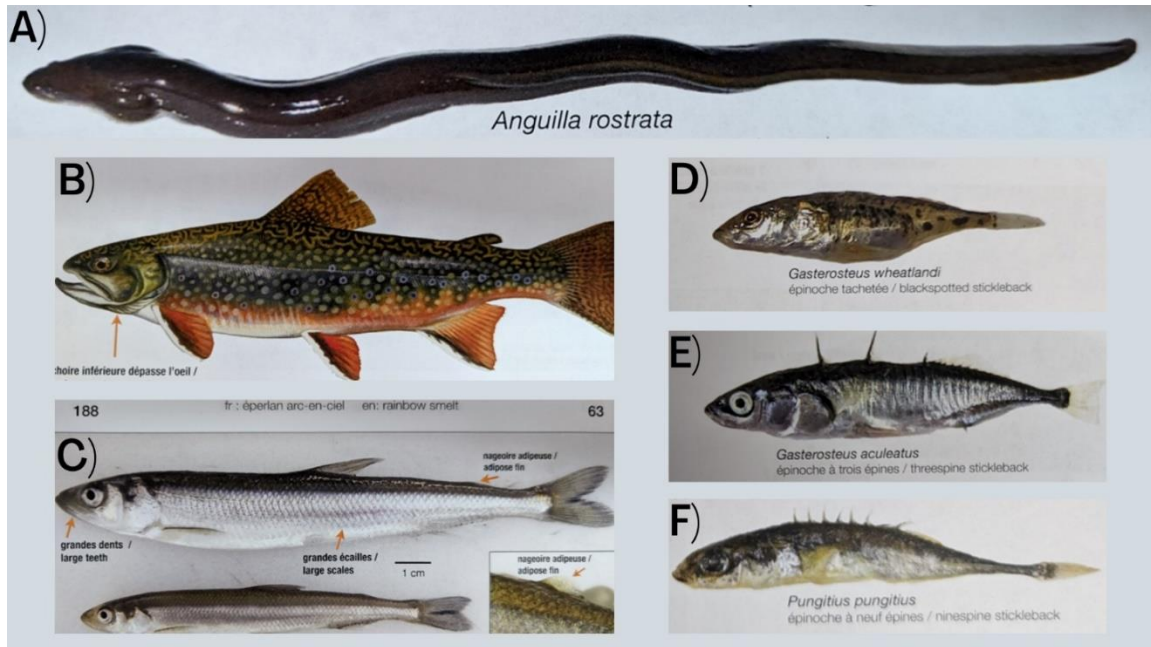 A)
Anguilla rostrata
B)
choire inférieure dépasse l'oeil /
188
fr : éperlan arc-en-ciel en: rainbow smelt
63
C)
nageoire adipeuse /
adipose fin
grandes dents /
large teeth
grandes écailles /
large scales
1 cm
nageoire adipeuse /
adipose fin
D)
Gasterosteus wheatlandi
épinoche tachetée / blackspotted stickleback
E)
Gasterosteus aculeatus
épinoche à trois épines / threespine stickleback
F)
Pungitius pungitius
épinoche à neuf épines / ninespine stickleback